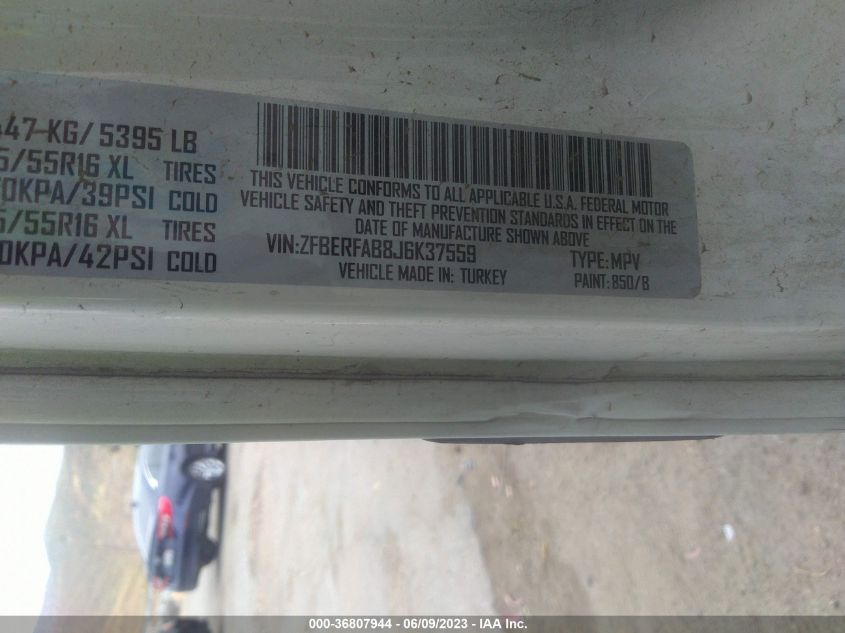 447-KG/ 5395 LB
5/55R16 XL TIRES
0KPA/39PSI COLD
5/55R16 XL TIRES
0KPA/42PSI COLD
THIS VEHICLE CONFORMS TO ALL APPLICABLE U.S.A. FEDERAL MOTOR
VEHICLE SAFETY AND THEFT PREVENTION STANDARDS IN EFFECT ON THE
DATE OF MANUFACTURE SHOWN ABOVE
VIN:ZFBERFAB8J6K37559 TYPE:MPV
VEHICLE MADE IN: TURKEY PAINT:850/B
000-36807944 - 06/09/2023 - IAA Inc.